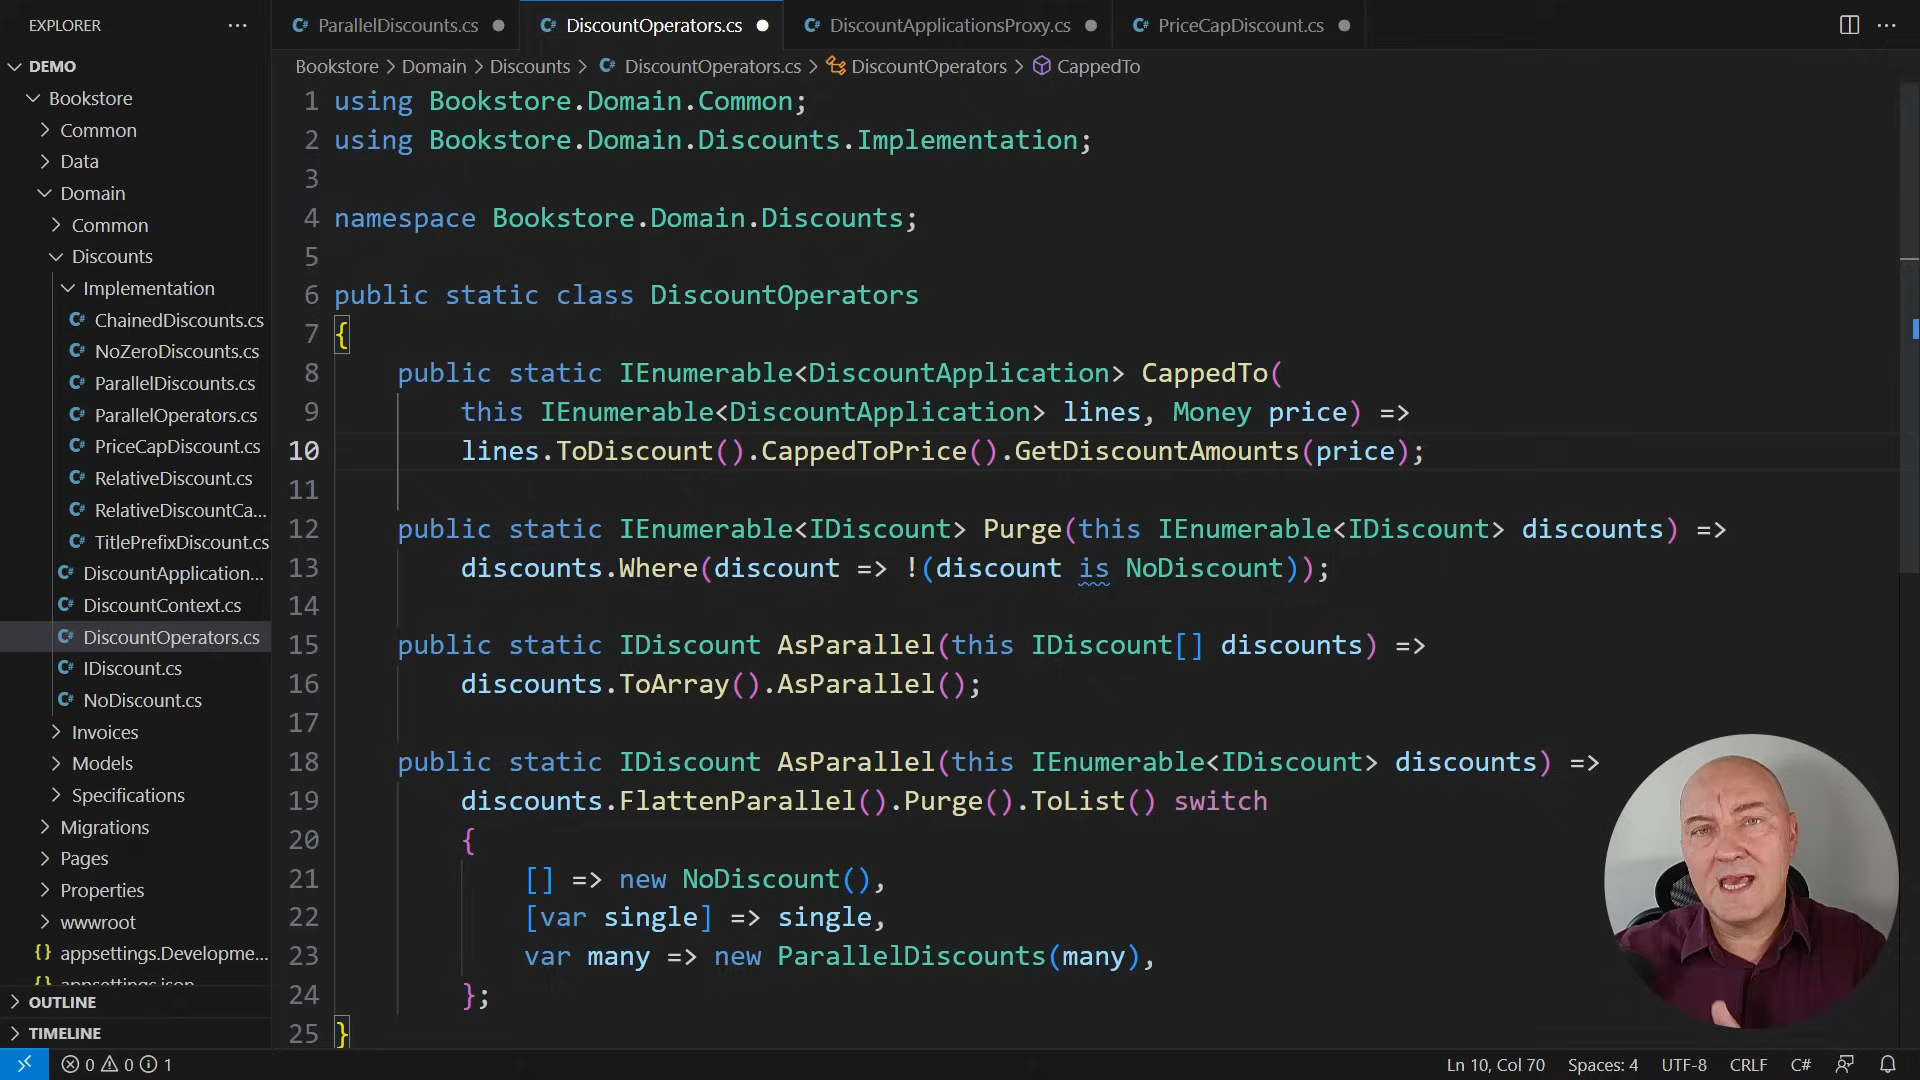 EXPLORER
DEMO
Bookstore
Common
Data
Domain
Common
Discounts
Implementation
C# ChainedDiscounts.cs
C# NoZeroDiscounts.cs
C# ParallelDiscounts.cs
C# ParallelOperators.cs
C# PriceCapDiscount.cs
C# RelativeDiscount.cs
C# RelativeDiscountCa...
C# TitlePrefixDiscount.cs
C# DiscountApplication...
C# DiscountContext.cs
C# DiscountOperators.cs
C# IDiscount.cs
C# NoDiscount.cs
Invoices
Models
Specifications
Migrations
Pages
Properties
wwwroot
{} appsettings.Developme...
{} appsettings.json
OUTLINE
TIMELINE
C# ParallelDiscounts.cs
C# DiscountOperators.cs
C# DiscountApplicationsProxy.cs
C# PriceCapDiscount.cs
Bookstore > Domain > Discounts > C# DiscountOperators.cs > DiscountOperators > CappedTo
1 using Bookstore.Domain.Common;
2 using Bookstore.Domain.Discounts.Implementation;
3
4 namespace Bookstore.Domain.Discounts;
5
6 public static class DiscountOperators
7 {
8 public static IEnumerable<DiscountApplication> CappedTo(
9 this IEnumerable<DiscountApplication> lines, Money price) =>
10 lines.ToDiscount().CappedToPrice().GetDiscountAmounts(price);
11
12 public static IEnumerable<IDiscount> Purge(this IEnumerable<IDiscount> discounts) =>
13 discounts.Where(discount => !(discount is NoDiscount));
14
15 public static IDiscount AsParallel(this IDiscount[] discounts) =>
16 discounts.ToArray().AsParallel();
17
18 public static IDiscount AsParallel(this IEnumerable<IDiscount> discounts) =>
19 discounts.FlattenParallel().Purge().ToList() switch
20 {
21 [] => new NoDiscount(),
22 [var single] => single,
23 var many => new ParallelDiscounts(many),
24 };
25 }
0 0 1
Ln 10, Col 70 Spaces: 4 UTF-8 CRLF C#